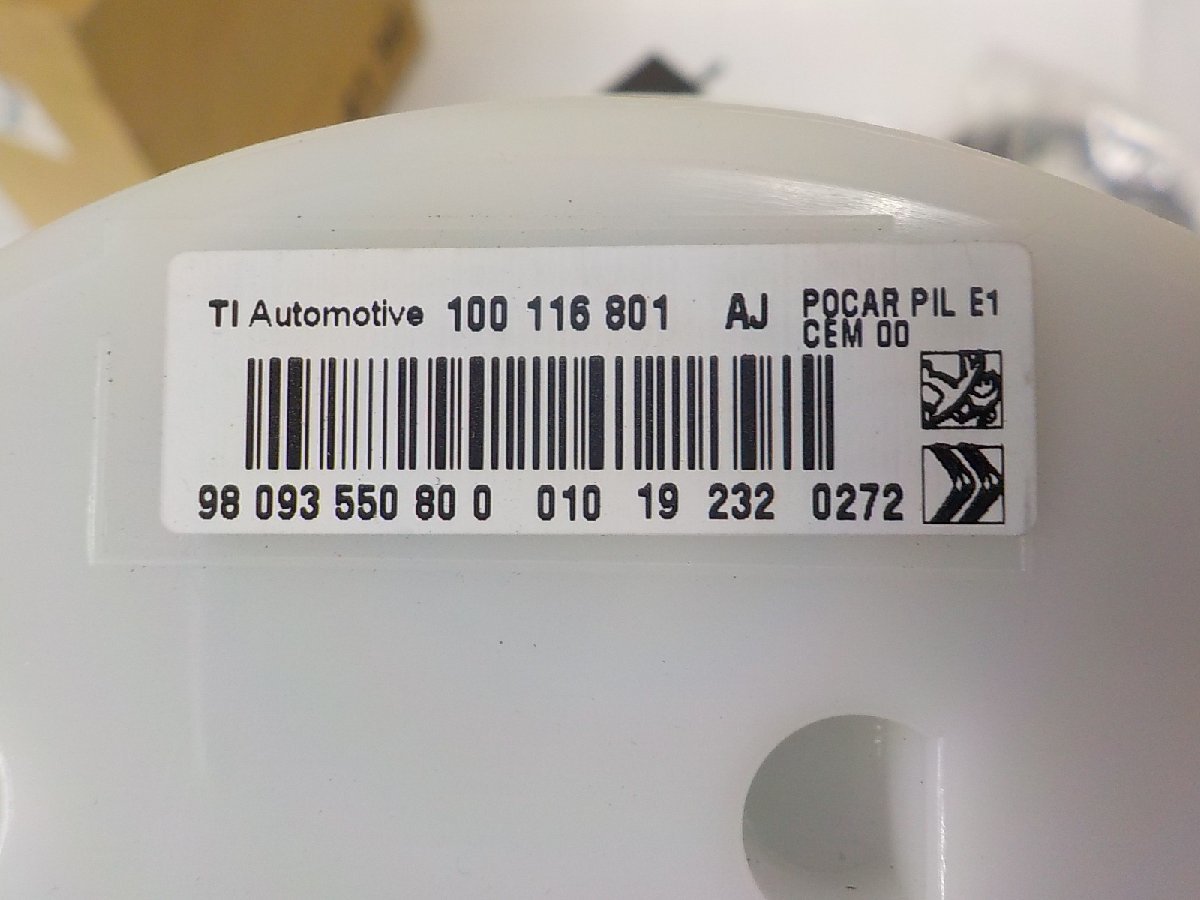 TI Automotive 100 116 801 AJ POCAR PIL E1
CEM 00
98 093 550 80 0 010 19 232 0272